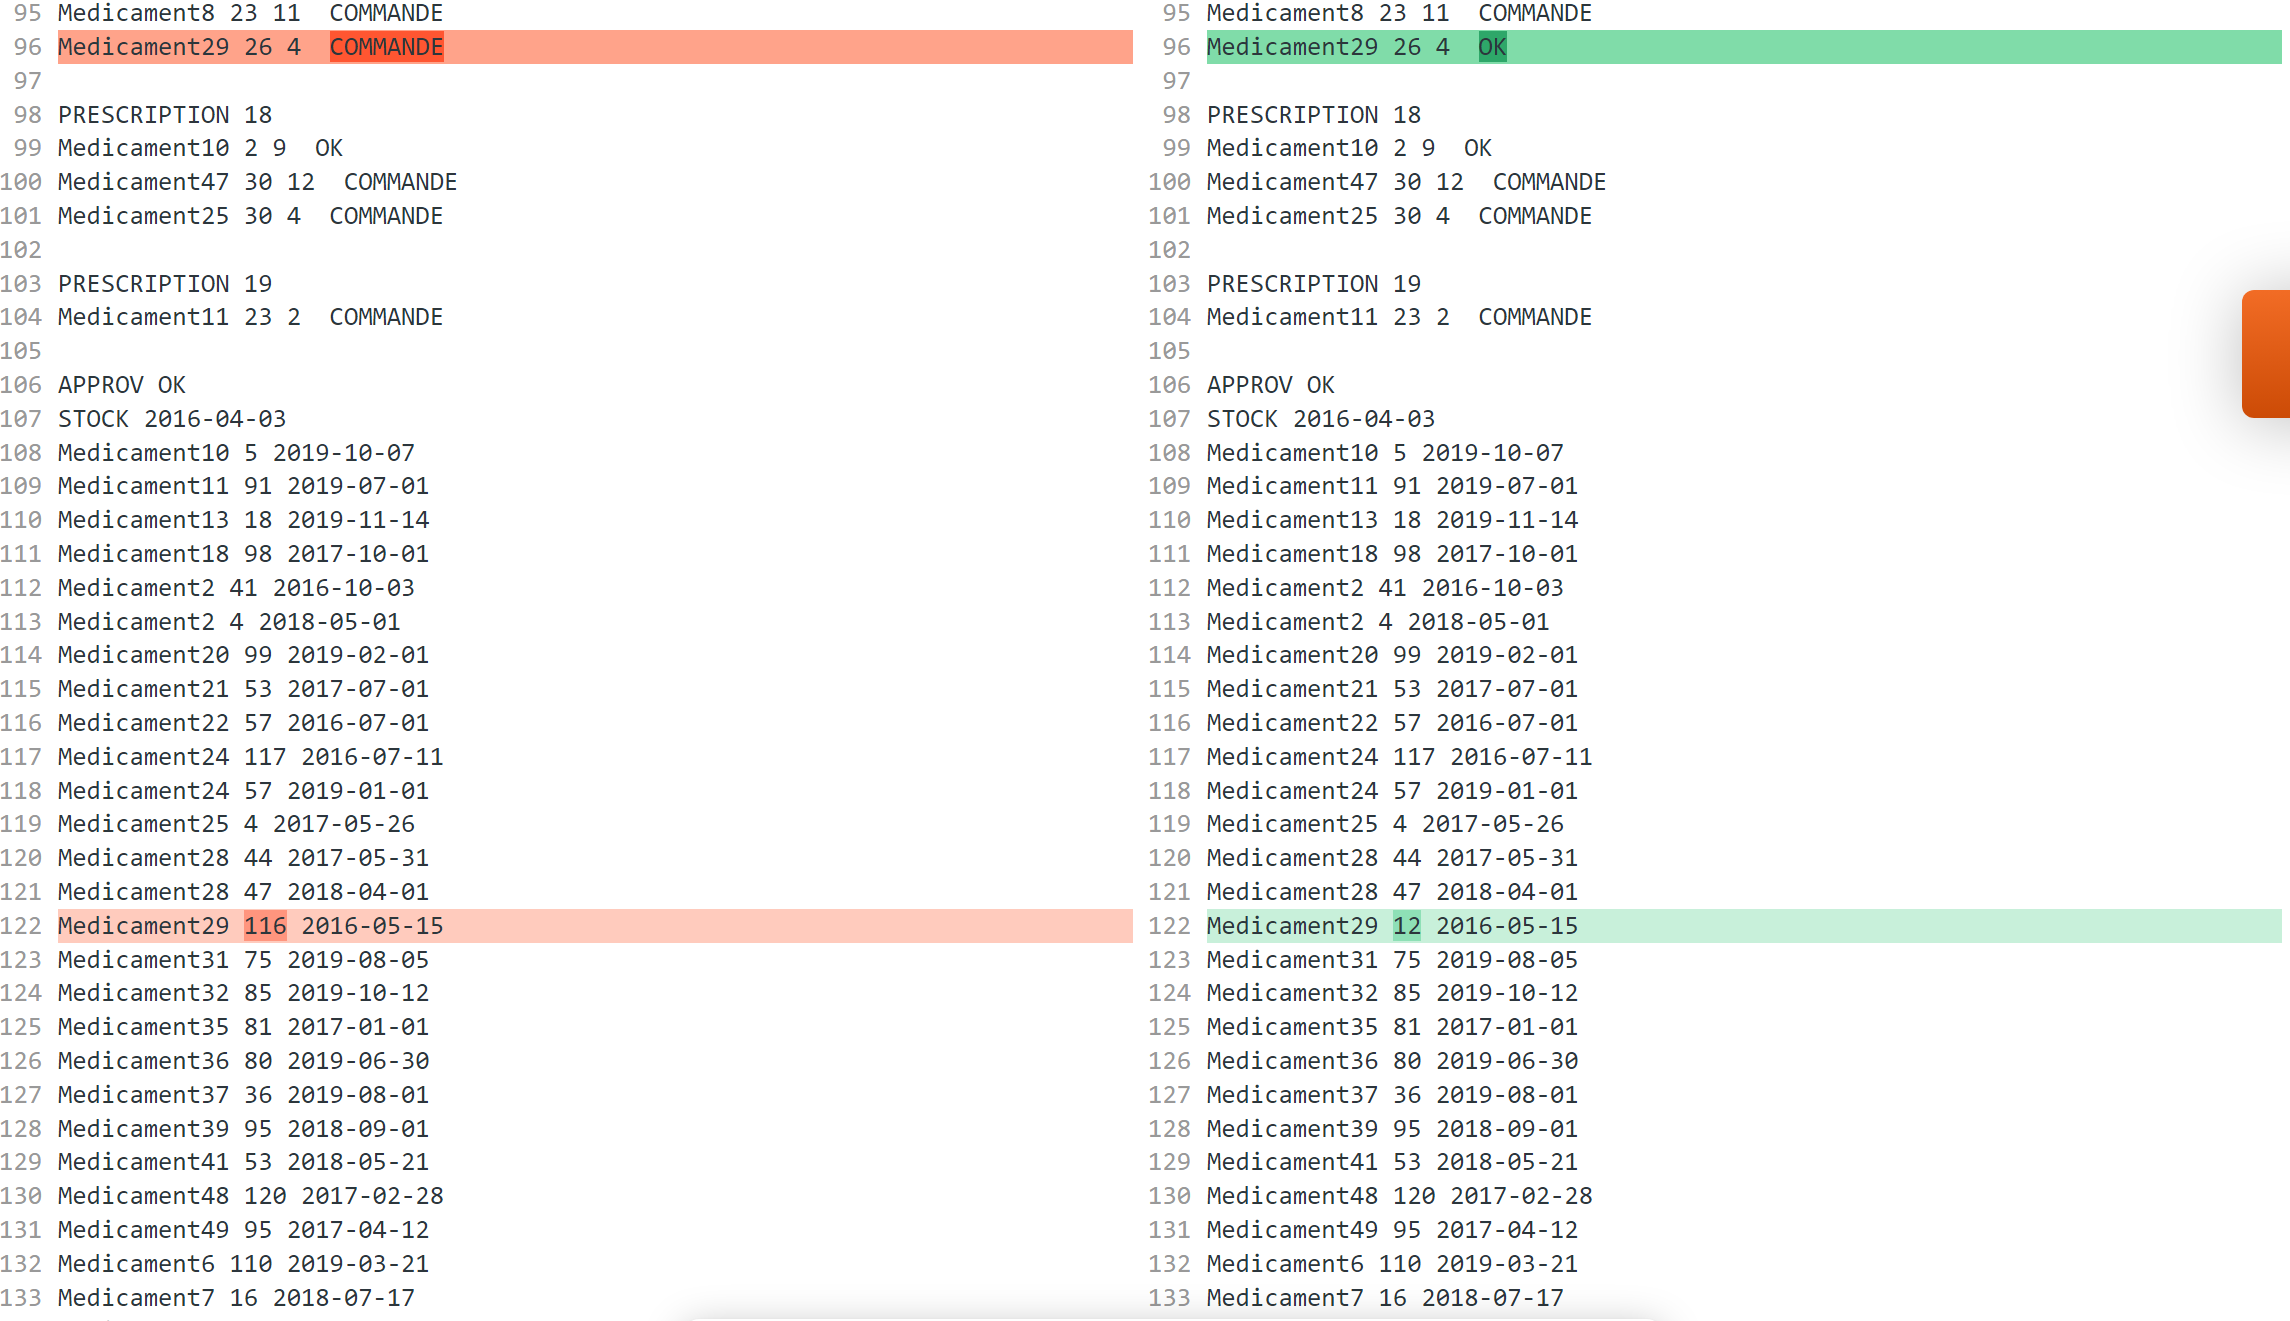 95 Medicament8 23 11  COMMANDE
96 Medicament29 26 4  COMMANDE
97
98 PRESCRIPTION 18
99 Medicament10 2 9  OK
100 Medicament47 30 12  COMMANDE
101 Medicament25 30 4  COMMANDE
102
103 PRESCRIPTION 19
104 Medicament11 23 2  COMMANDE
105
106 APPROV OK
107 STOCK 2016-04-03
108 Medicament10 5 2019-10-07
109 Medicament11 91 2019-07-01
110 Medicament13 18 2019-11-14
111 Medicament18 98 2017-10-01
112 Medicament2 41 2016-10-03
113 Medicament2 4 2018-05-01
114 Medicament20 99 2019-02-01
115 Medicament21 53 2017-07-01
116 Medicament22 57 2016-07-01
117 Medicament24 117 2016-07-11
118 Medicament24 57 2019-01-01
119 Medicament25 4 2017-05-26
120 Medicament28 44 2017-05-31
121 Medicament28 47 2018-04-01
122 Medicament29 116 2016-05-15
123 Medicament31 75 2019-08-05
124 Medicament32 85 2019-10-12
125 Medicament35 81 2017-01-01
126 Medicament36 80 2019-06-30
127 Medicament37 36 2019-08-01
128 Medicament39 95 2018-09-01
129 Medicament41 53 2018-05-21
130 Medicament48 120 2017-02-28
131 Medicament49 95 2017-04-12
132 Medicament6 110 2019-03-21
133 Medicament7 16 2018-07-17
95 Medicament8 23 11  COMMANDE
96 Medicament29 26 4  OK
97
98 PRESCRIPTION 18
99 Medicament10 2 9  OK
100 Medicament47 30 12  COMMANDE
101 Medicament25 30 4  COMMANDE
102
103 PRESCRIPTION 19
104 Medicament11 23 2  COMMANDE
105
106 APPROV OK
107 STOCK 2016-04-03
108 Medicament10 5 2019-10-07
109 Medicament11 91 2019-07-01
110 Medicament13 18 2019-11-14
111 Medicament18 98 2017-10-01
112 Medicament2 41 2016-10-03
113 Medicament2 4 2018-05-01
114 Medicament20 99 2019-02-01
115 Medicament21 53 2017-07-01
116 Medicament22 57 2016-07-01
117 Medicament24 117 2016-07-11
118 Medicament24 57 2019-01-01
119 Medicament25 4 2017-05-26
120 Medicament28 44 2017-05-31
121 Medicament28 47 2018-04-01
122 Medicament29 12 2016-05-15
123 Medicament31 75 2019-08-05
124 Medicament32 85 2019-10-12
125 Medicament35 81 2017-01-01
126 Medicament36 80 2019-06-30
127 Medicament37 36 2019-08-01
128 Medicament39 95 2018-09-01
129 Medicament41 53 2018-05-21
130 Medicament48 120 2017-02-28
131 Medicament49 95 2017-04-12
132 Medicament6 110 2019-03-21
133 Medicament7 16 2018-07-17